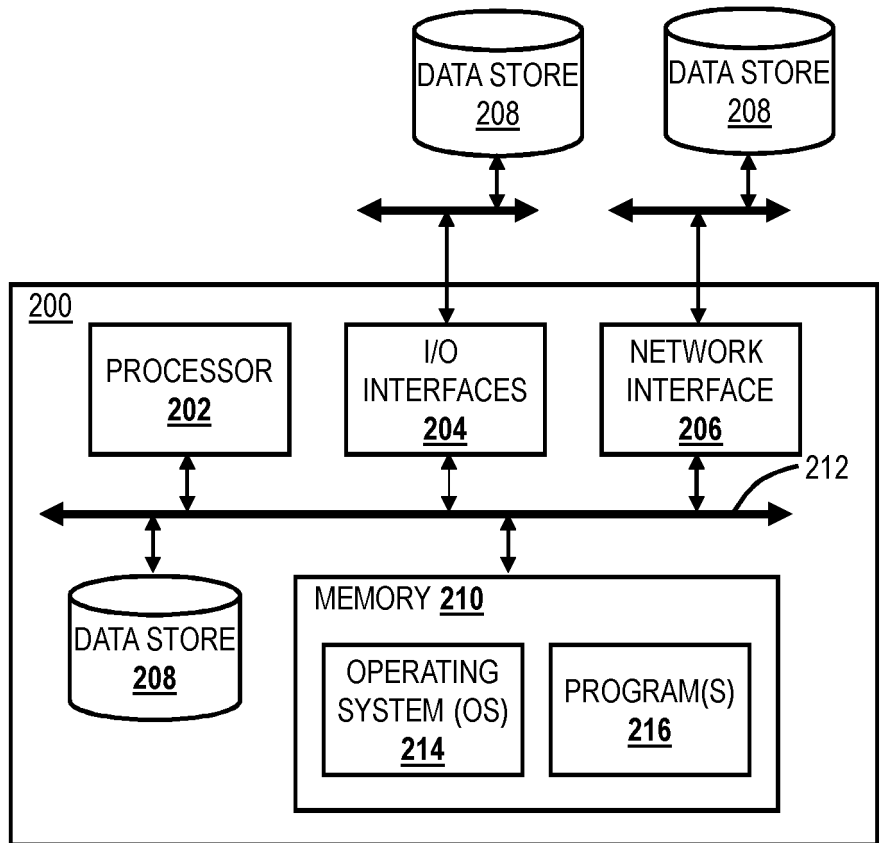 DATA STORE
208
DATA STORE
208
200
PROCESSOR
202
I/O
INTERFACES
204
NETWORK
INTERFACE
206
212
DATA STORE
208
MEMORY 210
OPERATING
SYSTEM (OS)
214
PROGRAM(S)
216